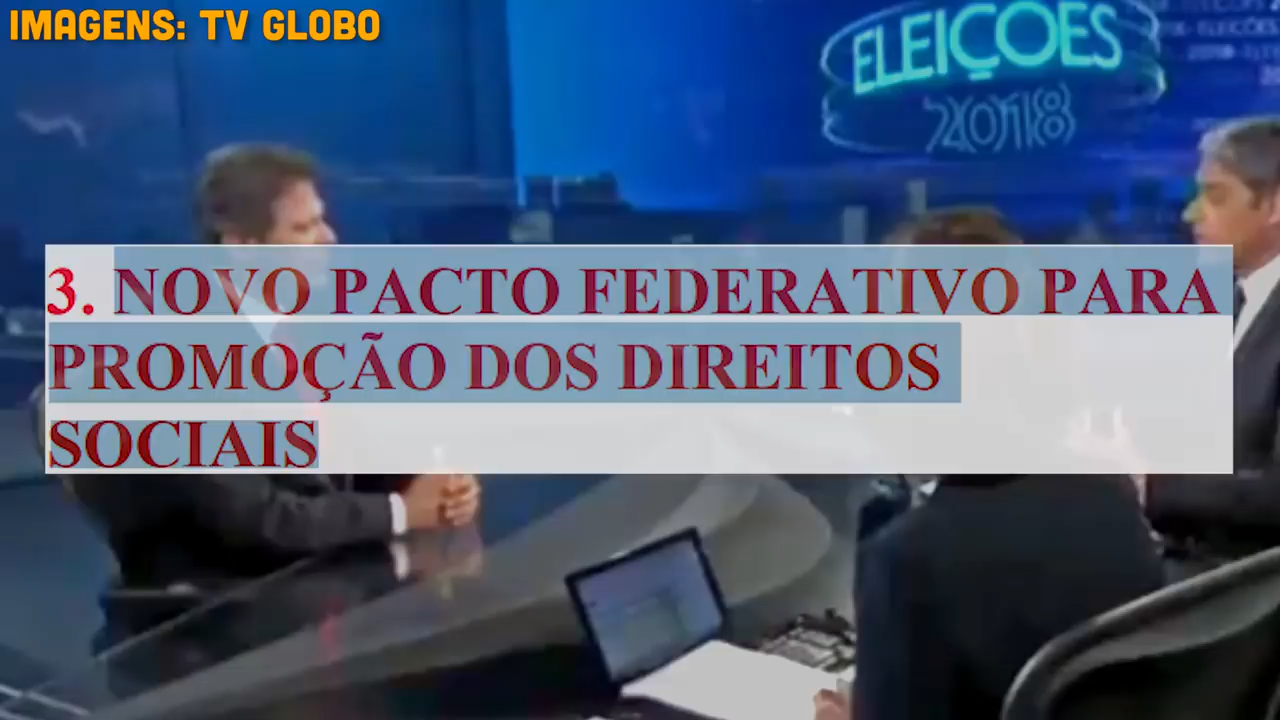 IMAGENS: TV GLOBO
ELEIÇÕES
2018
3. NOVO PACTO FEDERATIVO PARA
PROMOÇÃO DOS DIREITOS
SOCIAIS